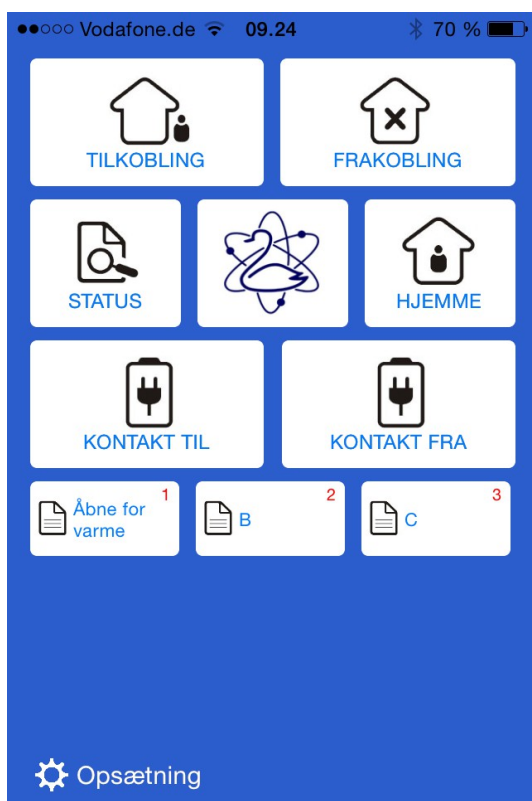 Vodafone.de 09.24 70 %
TILKOBLING
FRAKOBLING
STATUS
HJEMME
KONTAKT TIL
KONTAKT FRA
1
Åbne for
varme
2
B
3
C
Opsætning